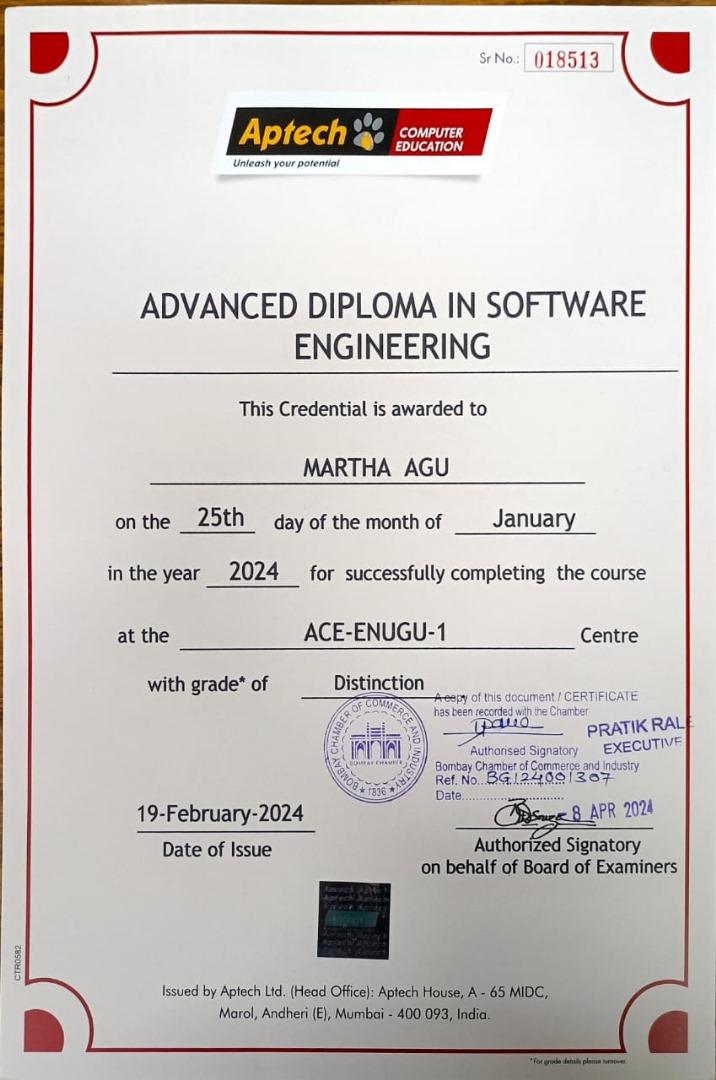 Sr No.: 018513
Aptech COMPUTER EDUCATION
Unleash your potential
ADVANCED DIPLOMA IN SOFTWARE
ENGINEERING
This Credential is awarded to
MARTHA AGU
on the 25th day of the month of January
in the year 2024 for successfully completing the course
at the ACE-ENUGU-1 Centre
with grade* of Distinction
A copy of this document / CERTIFICATE
has been recorded with the Chamber
PRATIK RALE
EXECUTIVE
Authorised Signatory
Bombay Chamber of Commerce and Industry
Ref. No. BG124001307
Date
8 APR 2024
BOMBAY CHAMBER OF COMMERCE AND INDUSTRY
BOMBAY CHAMBER
* 1836 *
19-February-2024
Date of Issue
Authorized Signatory
on behalf of Board of Examiners
CTR0582
Issued by Aptech Ltd. (Head Office): Aptech House, A - 65 MIDC,
Marol, Andheri (E), Mumbai - 400 093, India.
*For grade details please turnover.